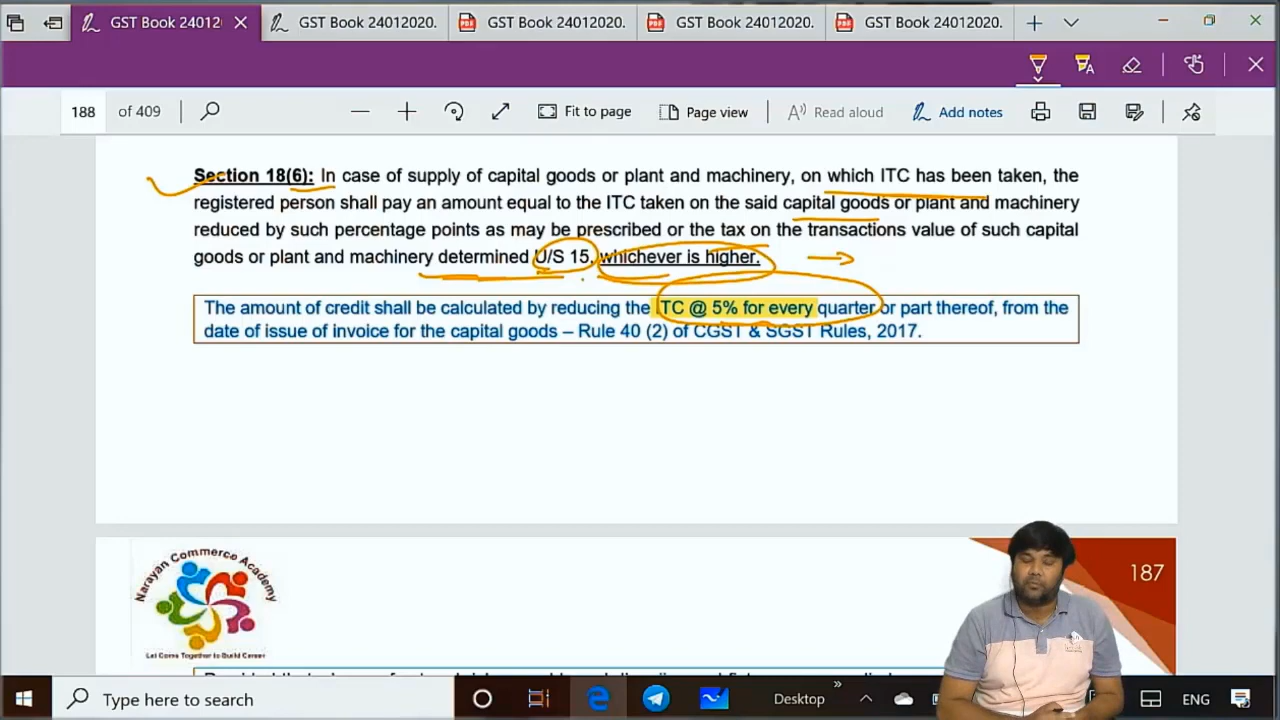 GST Book 2401 GST Book 24012020. GST Book 24012020. GST Book 24012020. GST Book 24012020.
188 of 409 Fit to page Page view Read aloud Add notes
Section 18(6): In case of supply of capital goods or plant and machinery, on which ITC has been taken, the
registered person shall pay an amount equal to the ITC taken on the said capital goods or plant and machinery
reduced by such percentage points as may be prescribed or the tax on the transactions value of such capital
goods or plant and machinery determined U/S 15, whichever is higher.
The amount of credit shall be calculated by reducing the ITC @ 5% for every quarter or part thereof, from the
date of issue of invoice for the capital goods – Rule 40 (2) of CGST & SGST Rules, 2017.
Narayan Commerce Academy
Let Come Together to Build Career
187
Type here to search
Desktop
ENG